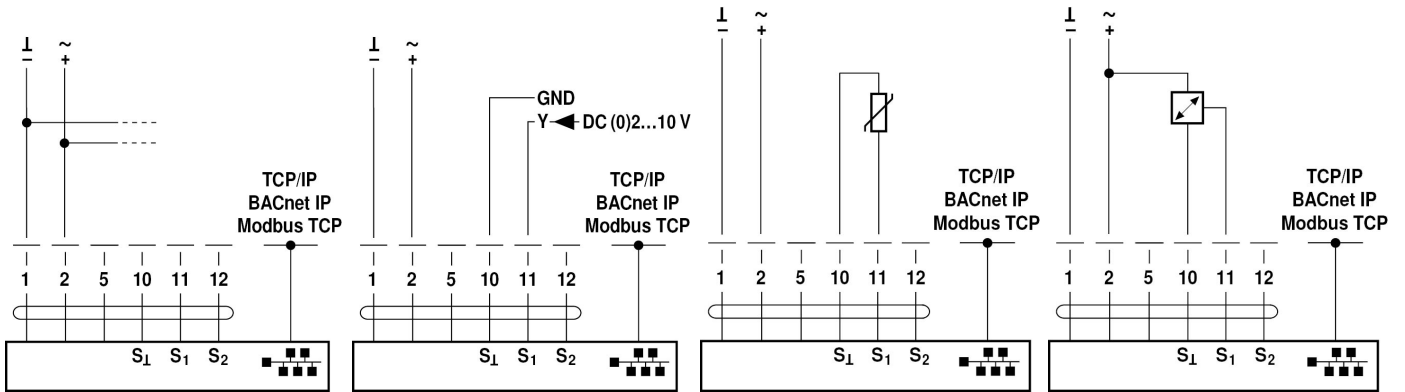 ⊥ ~
− +
TCP/IP
BACnet IP
Modbus TCP
1 2 5 10 11 12
S⊥ S1 S2
⊥ ~
− +
GND
Y DC (0)2...10 V
TCP/IP
BACnet IP
Modbus TCP
1 2 5 10 11 12
S⊥ S1 S2
⊥ ~
− +
TCP/IP
BACnet IP
Modbus TCP
1 2 5 10 11 12
S⊥ S1 S2
⊥ ~
− +
TCP/IP
BACnet IP
Modbus TCP
1 2 5 10 11 12
S⊥ S1 S2